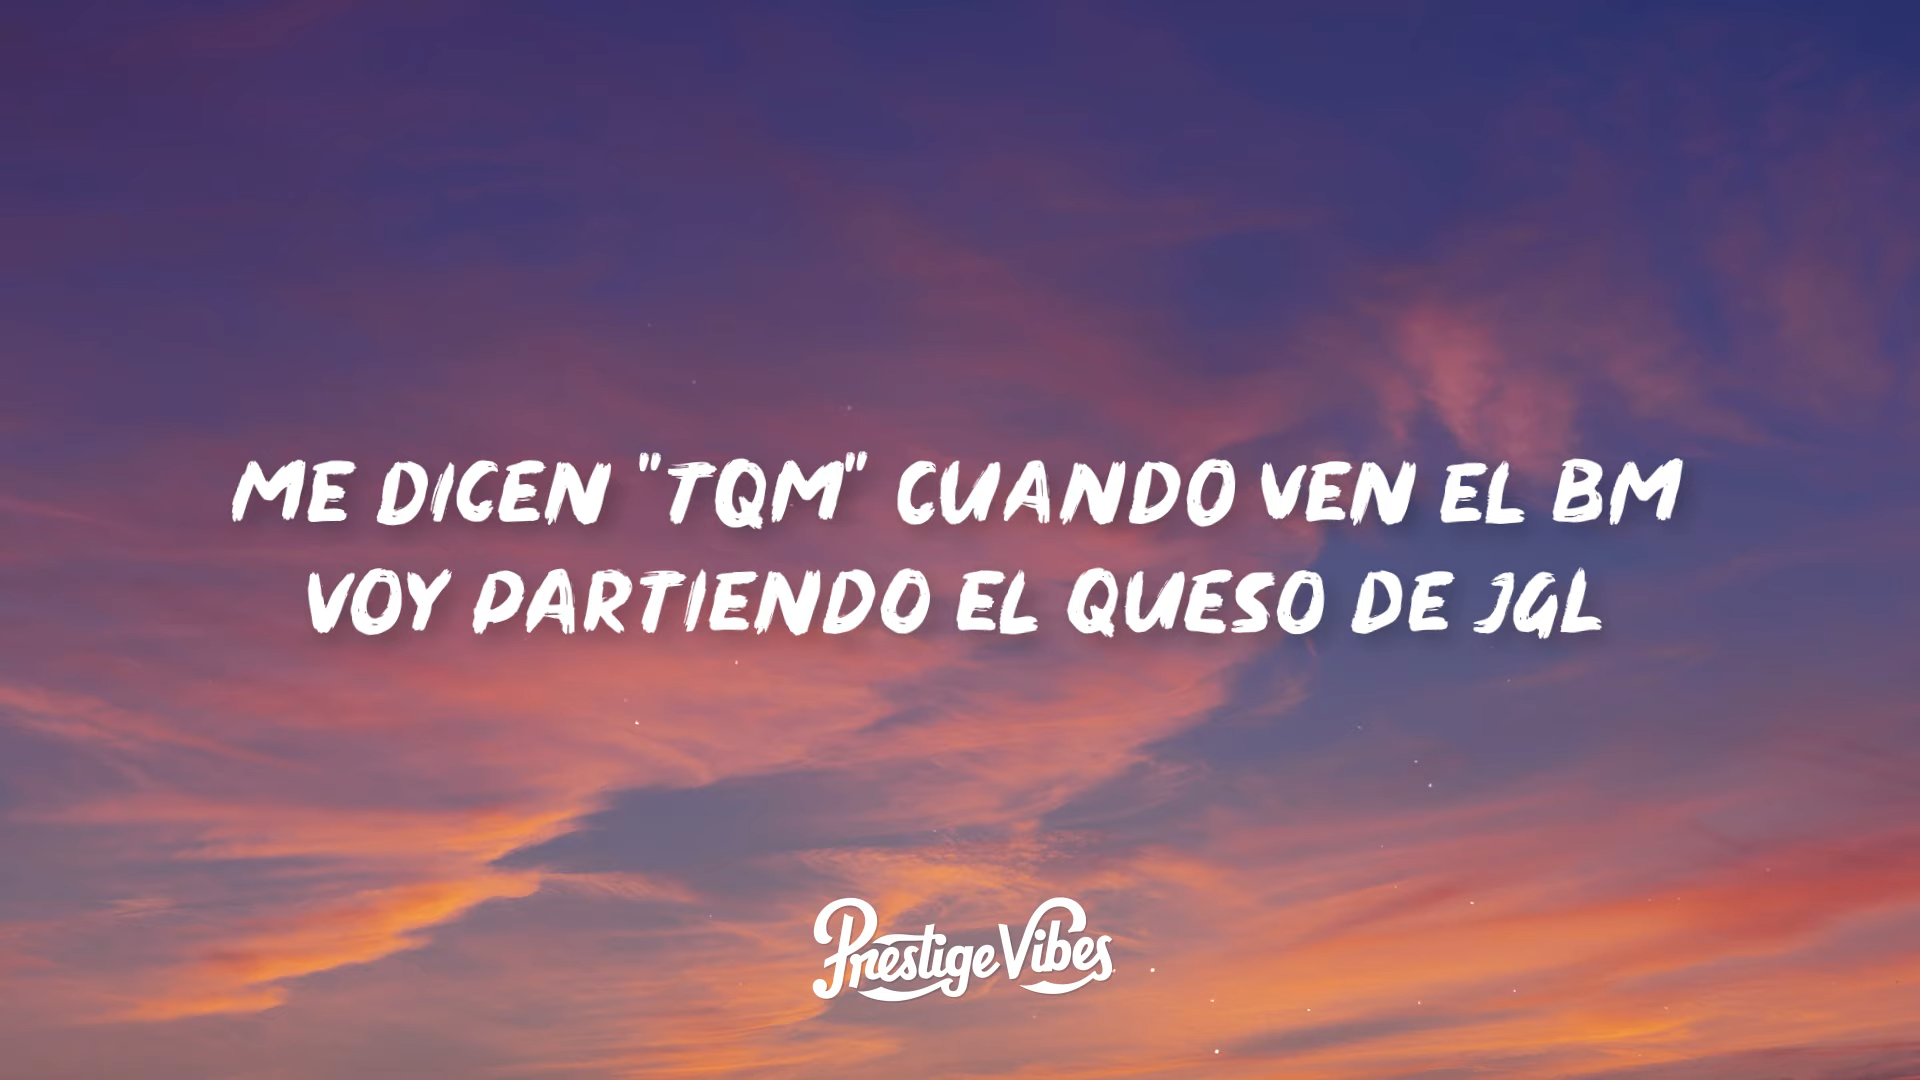 ME DICEN "TQM" CUANDO VEN EL BM
VOY PARTIENDO EL QUESO DE JGL
Prestige Vibes